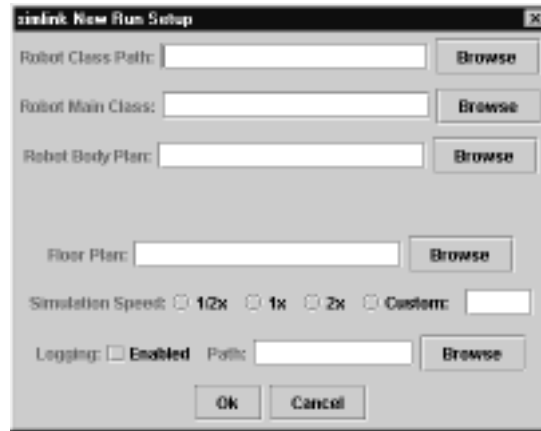 simlink New Run Setup
Robot Class Path: Browse
Robot Main Class: Browse
Robot Body Plan: Browse
Floor Plan: Browse
Simulation Speed: 1/2x 1x 2x Custom:
Logging: Enabled Path: Browse
Ok Cancel